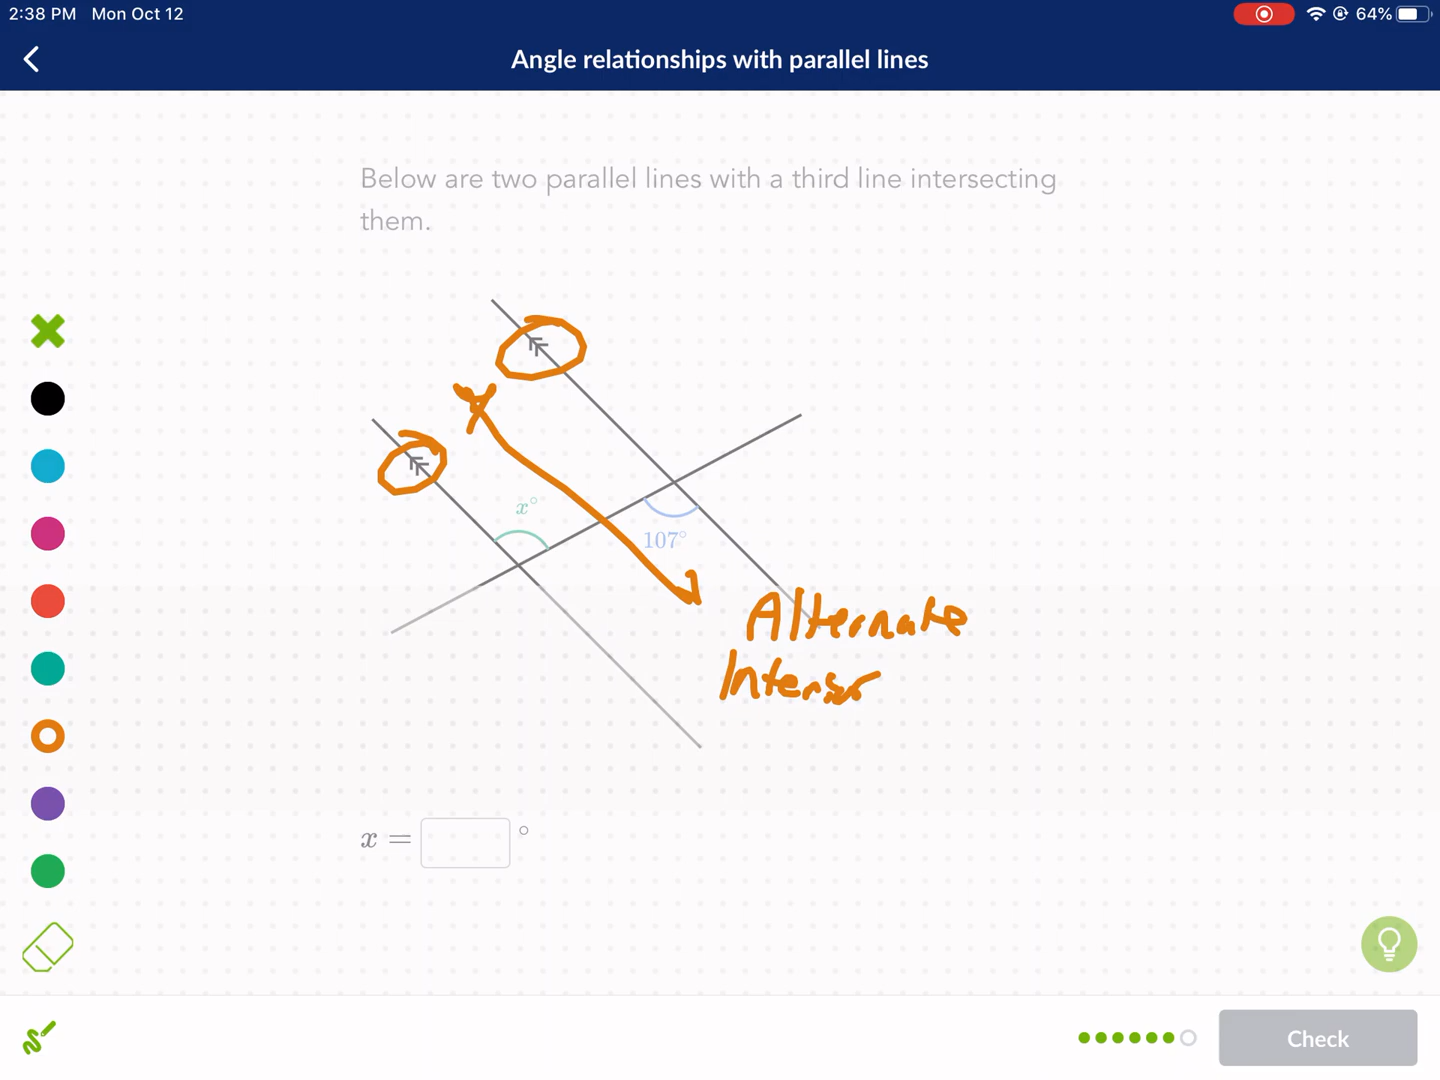 2:38 PM Mon Oct 12
64%
Angle relationships with parallel lines
Below are two parallel lines with a third line intersecting
them.
x°
107°
Alternate
Interior
x = °
Check